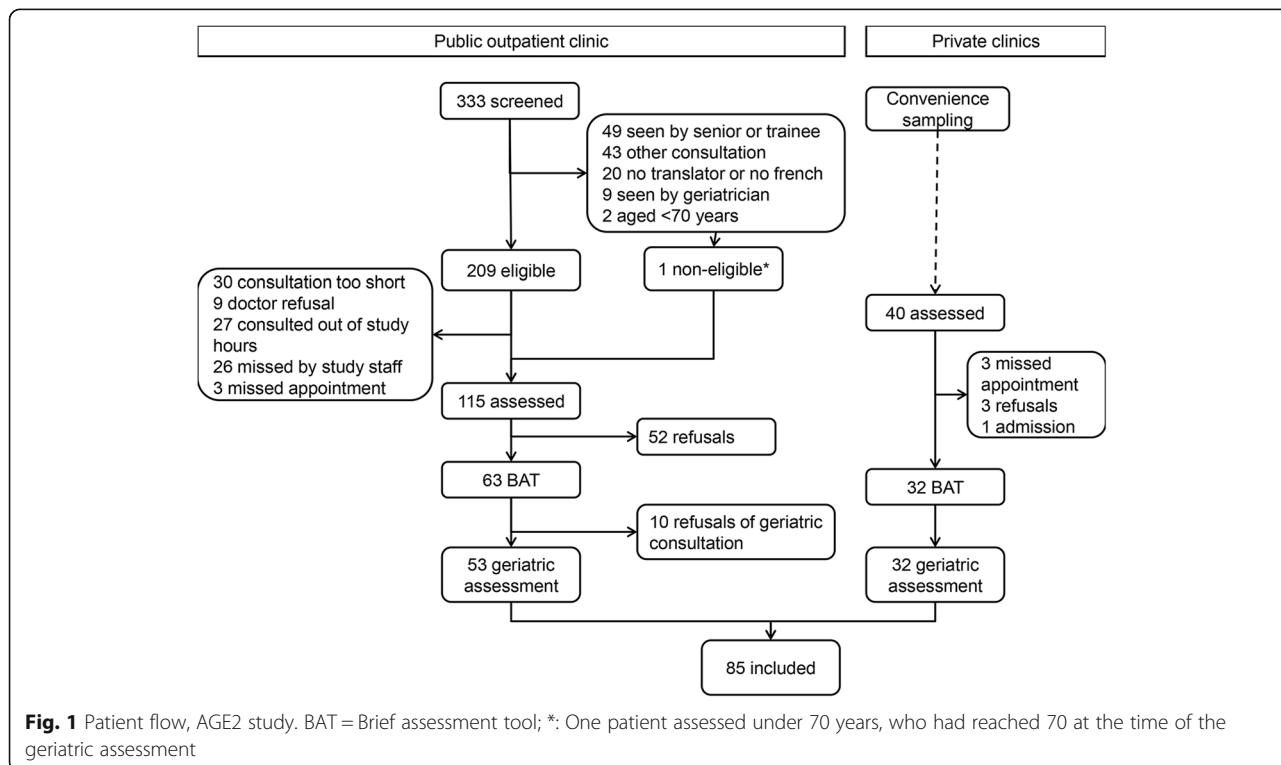 Public outpatient clinic
Private clinics
333 screened
49 seen by senior or trainee
43 other consultation
20 no translator or no french
9 seen by geriatrician
2 aged <70 years
209 eligible
1 non-eligible*
30 consultation too short
9 doctor refusal
27 consulted out of study
hours
26 missed by study staff
3 missed appointment
115 assessed
52 refusals
63 BAT
10 refusals of geriatric
consultation
53 geriatric
assessment
Convenience
sampling
40 assessed
3 missed
appointment
3 refusals
1 admission
32 BAT
32 geriatric
assessment
85 included
Fig. 1 Patient flow, AGE2 study. BAT = Brief assessment tool; *: One patient assessed under 70 years, who had reached 70 at the time of the
geriatric assessment